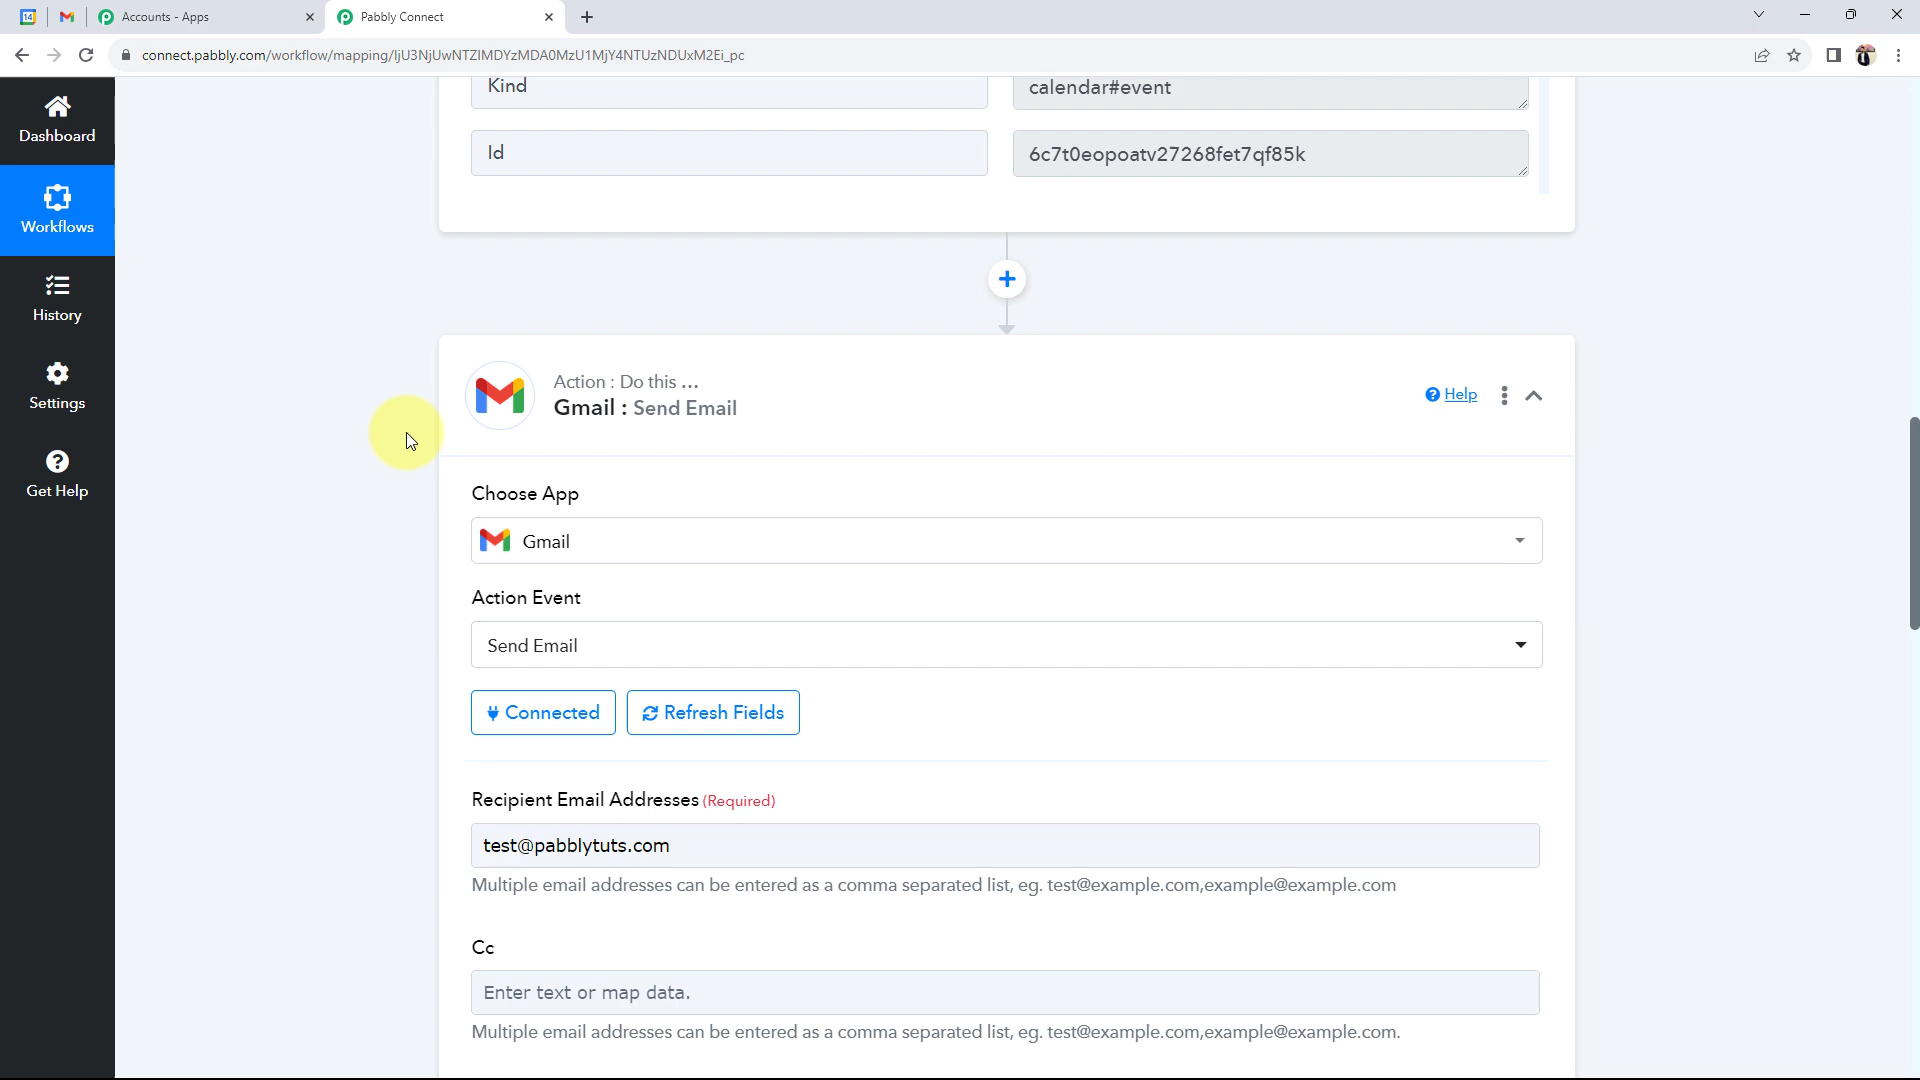 14
Accounts - Apps
Pabbly Connect
connect.pabbly.com/workflow/mapping/IjU3NjUwNTZlMDYzMDA0MzU1MjY4NTUzNDUxM2Ei_pc
Dashboard
Workflows
History
Settings
Get Help
Kind
calendar#event
Id
6c7t0eopoatv27268fet7qf85k
Action : Do this ...
Gmail : Send Email
Help
Choose App
Gmail
Action Event
Send Email
Connected
Refresh Fields
Recipient Email Addresses (Required)
test@pabblytuts.com
Multiple email addresses can be entered as a comma separated list, eg. test@example.com,example@example.com
Cc
Enter text or map data.
Multiple email addresses can be entered as a comma separated list, eg. test@example.com,example@example.com.